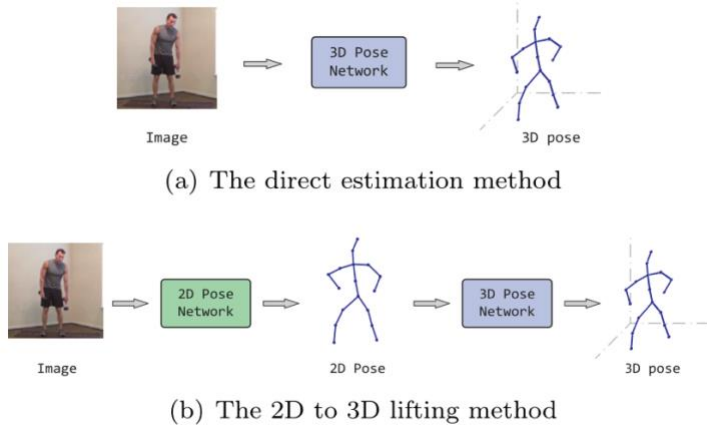 3D Pose
Network
Image
3D pose
(a) The direct estimation method
2D Pose
Network
3D Pose
Network
Image
2D Pose
3D pose
(b) The 2D to 3D lifting method